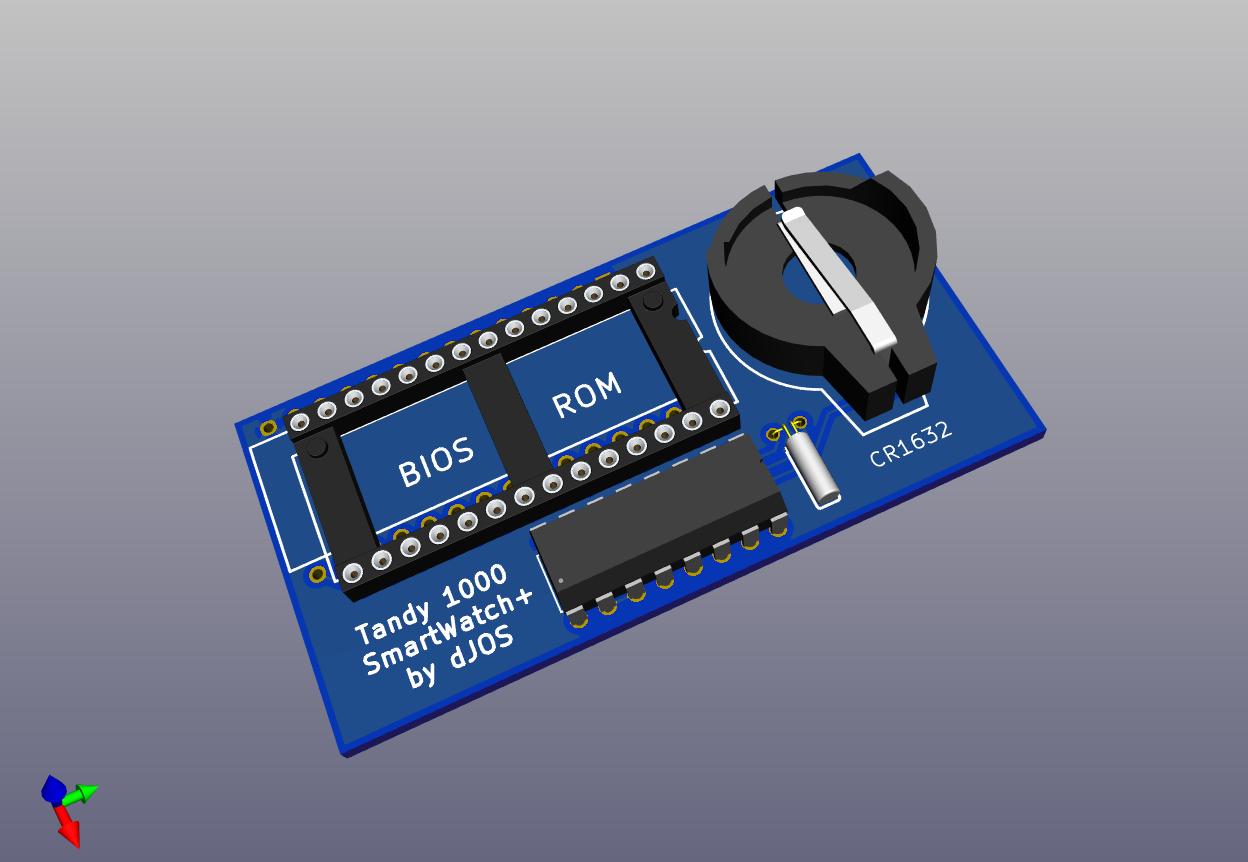 BIOS
ROM
CR1632
Tandy 1000
SmartWatch+
by dJOS